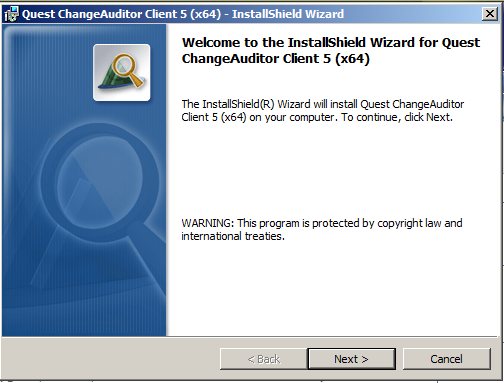 Quest ChangeAuditor Client 5 (x64) - InstallShield Wizard
Welcome to the InstallShield Wizard for Quest
ChangeAuditor Client 5 (x64)
The InstallShield(R) Wizard will install Quest ChangeAuditor
Client 5 (x64) on your computer. To continue, click Next.
WARNING: This program is protected by copyright law and
international treaties.
< Back
Next >
Cancel